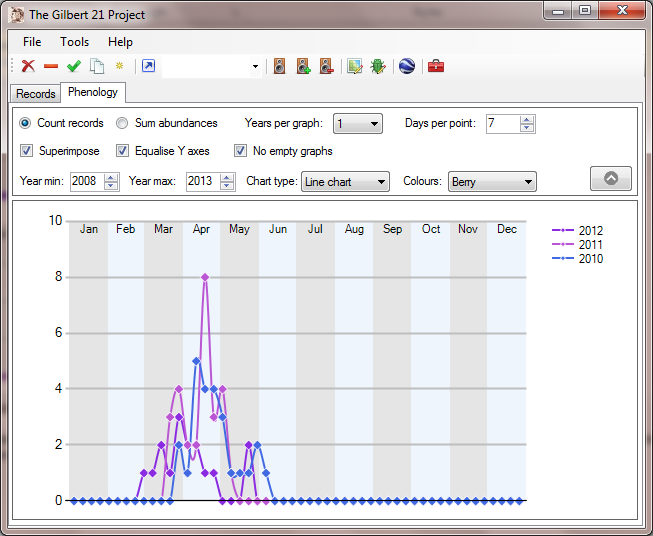 The Gilbert 21 Project
File Tools Help
Records Phenology
Count records Sum abundances Years per graph: 1 Days per point: 7
Superimpose Equalise Y axes No empty graphs
Year min: 2008 Year max: 2013 Chart type: Line chart Colours: Berry
10
Jan Feb Mar Apr May Jun Jul Aug Sep Oct Nov Dec
2012
2011
2010
8
6
4
2
0